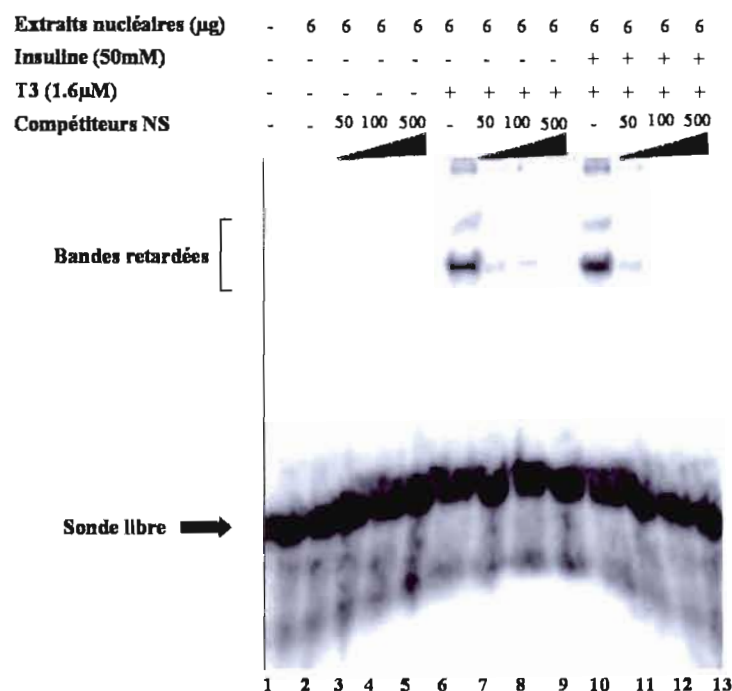 Extraits nucléaires (µg) - 6 6 6 6 6 6 6 6 6 6 6 6
Insuline (50mM) - - - - - - - - - + + + +
T3 (1.6µM) - - - - - + + + + + + + +
Compétiteurs NS - - 50 100 500 - 50 100 500 - 50 100 500
Bandes retardées
Sonde libre
1 2 3 4 5 6 7 8 9 10 11 12 13